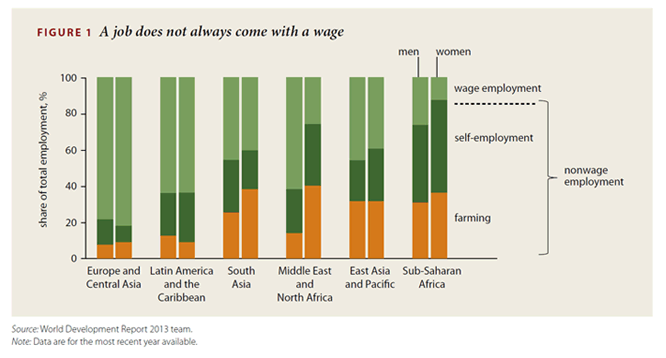 FIGURE 1 A job does not always come with a wage
men women
100
80
60
40
20
0
share of total employment, %
wage employment
self-employment
farming
nonwage
employment
Europe and
Central Asia
Latin America
and the
Caribbean
South
Asia
Middle East
and
North Africa
East Asia
and Pacific
Sub-Saharan
Africa
Source: World Development Report 2013 team.
Note: Data are for the most recent year available.